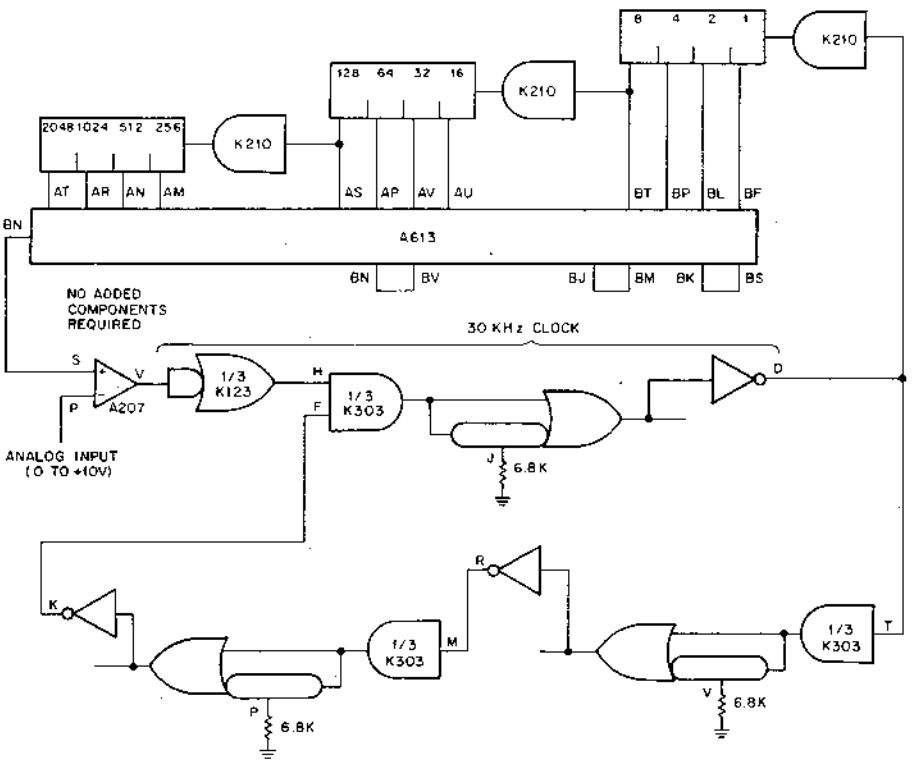 8 4 2 1
K210
128 64 32 16
K210
2048 1024 512 256
K210
AT AR AN AM AS AP AV AU BT BP BL BF
BN
A613
BN BV BJ BM BK BS
NO ADDED
COMPONENTS
REQUIRED
30 KHz CLOCK
S
+
V
1/3
K123
H
1/3
K303
D
P
−
A207
F
ANALOG INPUT
(0 TO +10V)
J
6.8K
K
R
1/3
K303
M
1/3
K303
T
P
6.8K
V
6.8K